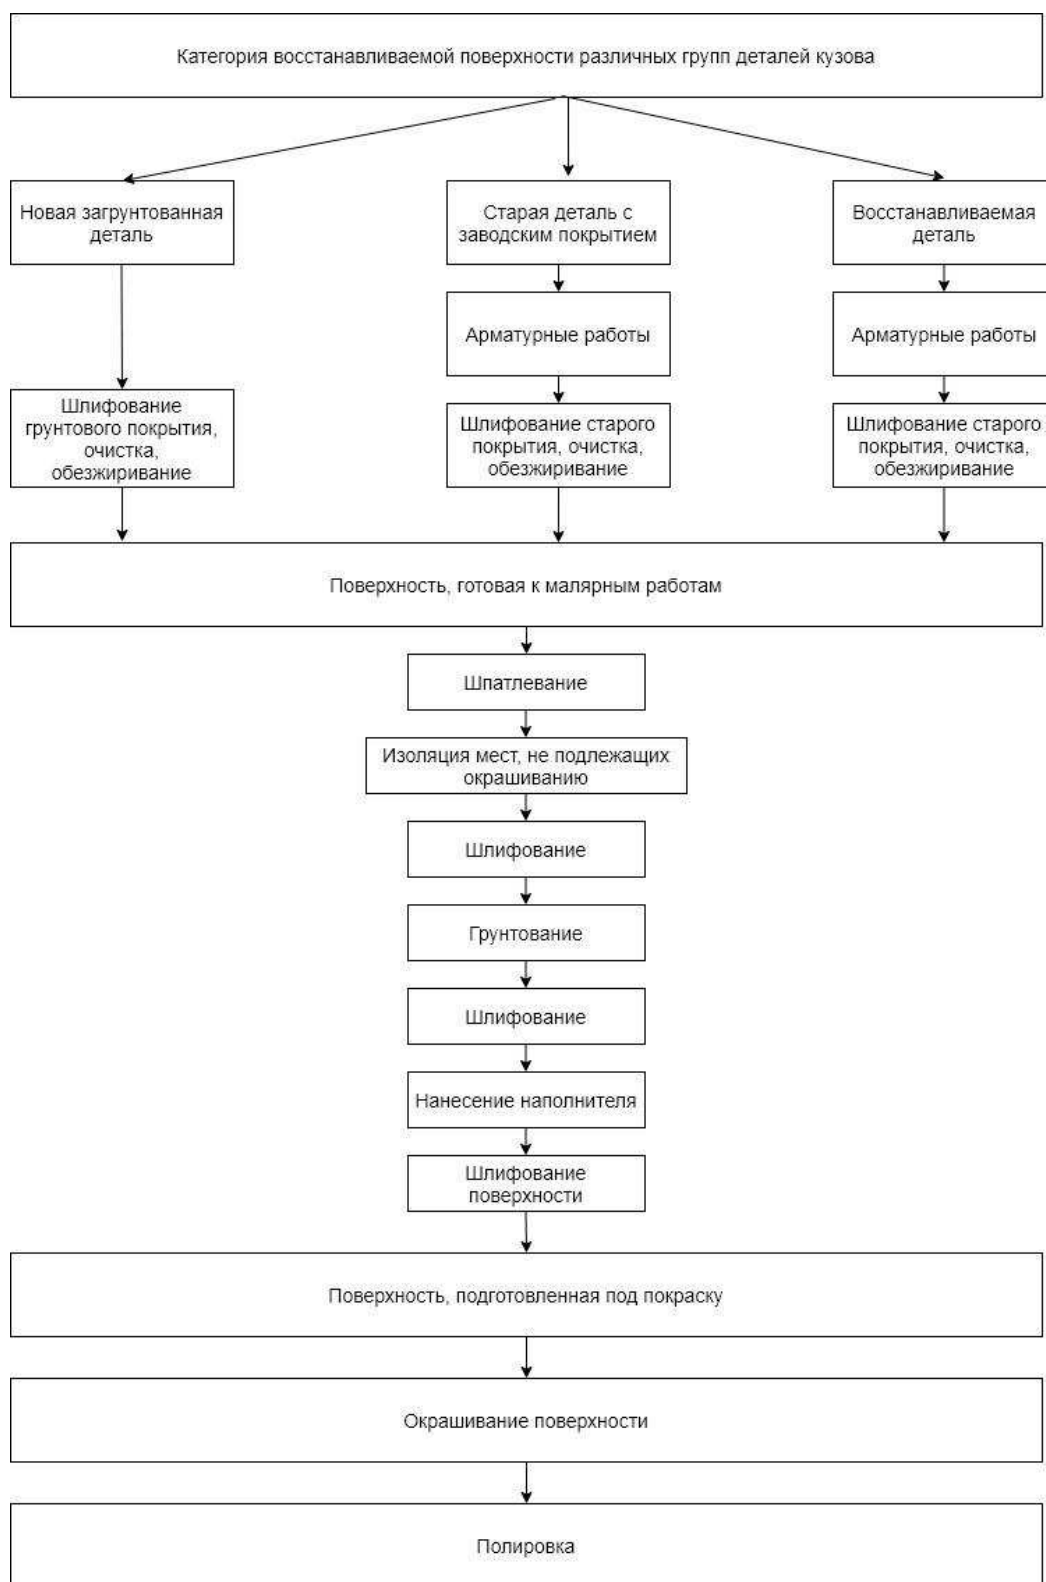 Категория восстанавливаемой поверхности различных групп деталей кузова
Новая загрунтованная
деталь
Старая деталь с
заводским покрытием
Восстанавливаемая
деталь
Арматурные работы
Арматурные работы
Шлифование
грунтового покрытия,
очистка,
обезжиривание
Шлифование старого
покрытия, очистка,
обезжиривание
Шлифование старого
покрытия, очистка,
обезжиривание
Поверхность, готовая к малярным работам
Шпатлевание
Изоляция мест, не подлежащих
окрашиванию
Шлифование
Грунтование
Шлифование
Нанесение наполнителя
Шлифование
поверхности
Поверхность, подготовленная под покраску
Окрашивание поверхности
Полировка